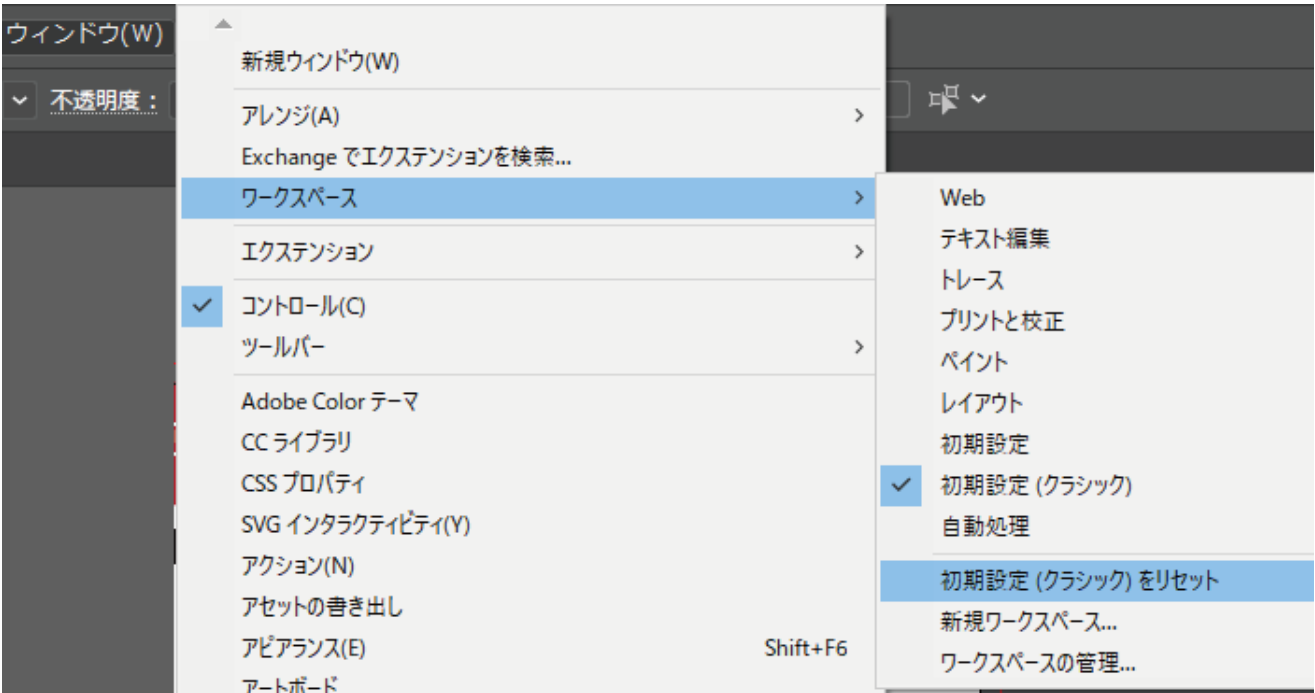 ウィンドウ(W)
不透明度：
新規ウィンドウ(W)
アレンジ(A)
Exchange でエクステンションを検索...
ワークスペース
エクステンション
コントロール(C)
ツールバー
Adobe Color テーマ
CC ライブラリ
CSS プロパティ
SVG インタラクティビティ(Y)
アクション(N)
アセットの書き出し
アピアランス(E) Shift+F6
アートボード
Web
テキスト編集
トレース
プリントと校正
ペイント
レイアウト
初期設定
初期設定 (クラシック)
自動処理
初期設定 (クラシック) をリセット
新規ワークスペース...
ワークスペースの管理...